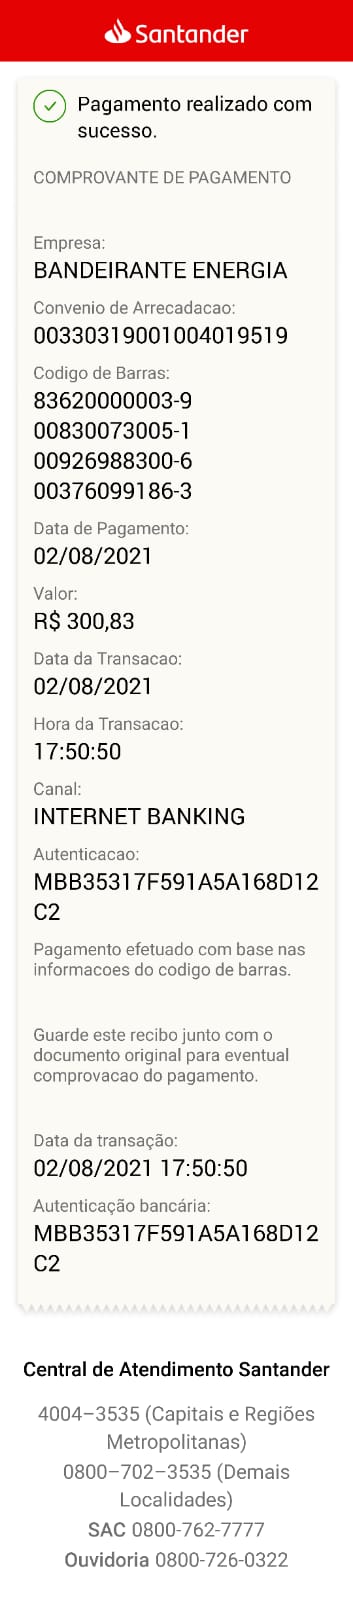 Santander
Pagamento realizado com
sucesso.
COMPROVANTE DE PAGAMENTO
Empresa:
BANDEIRANTE ENERGIA
Convenio de Arrecadacao:
00330319001004019519
Codigo de Barras:
83620000003-9
00830073005-1
00926988300-6
00376099186-3
Data de Pagamento:
02/08/2021
Valor:
R$ 300,83
Data da Transacao:
02/08/2021
Hora da Transacao:
17:50:50
Canal:
INTERNET BANKING
Autenticacao:
MBB35317F591A5A168D12
C2
Pagamento efetuado com base nas
informacoes do codigo de barras.
Guarde este recibo junto com o
documento original para eventual
comprovacao do pagamento.
Data da transação:
02/08/2021 17:50:50
Autenticação bancária:
MBB35317F591A5A168D12
C2
Central de Atendimento Santander
4004–3535 (Capitais e Regiões
Metropolitanas)
0800–702–3535 (Demais
Localidades)
SAC 0800-762-7777
Ouvidoria 0800-726-0322